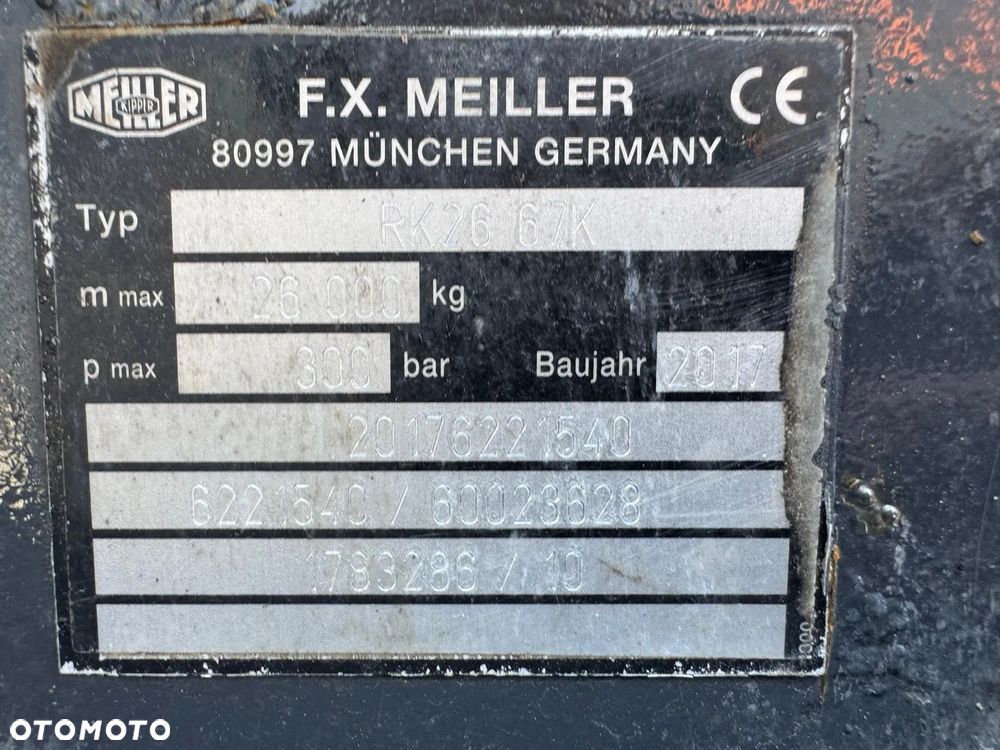 MEILLER
KIPPER
F.X. MEILLER
CE
80997 MÜNCHEN GERMANY
Typ RK26 67K
m max 26 000 kg
p max 300 bar Baujahr 2017
20176221540
6221540 / 60023628
1783286 / 10
OTOMOTO